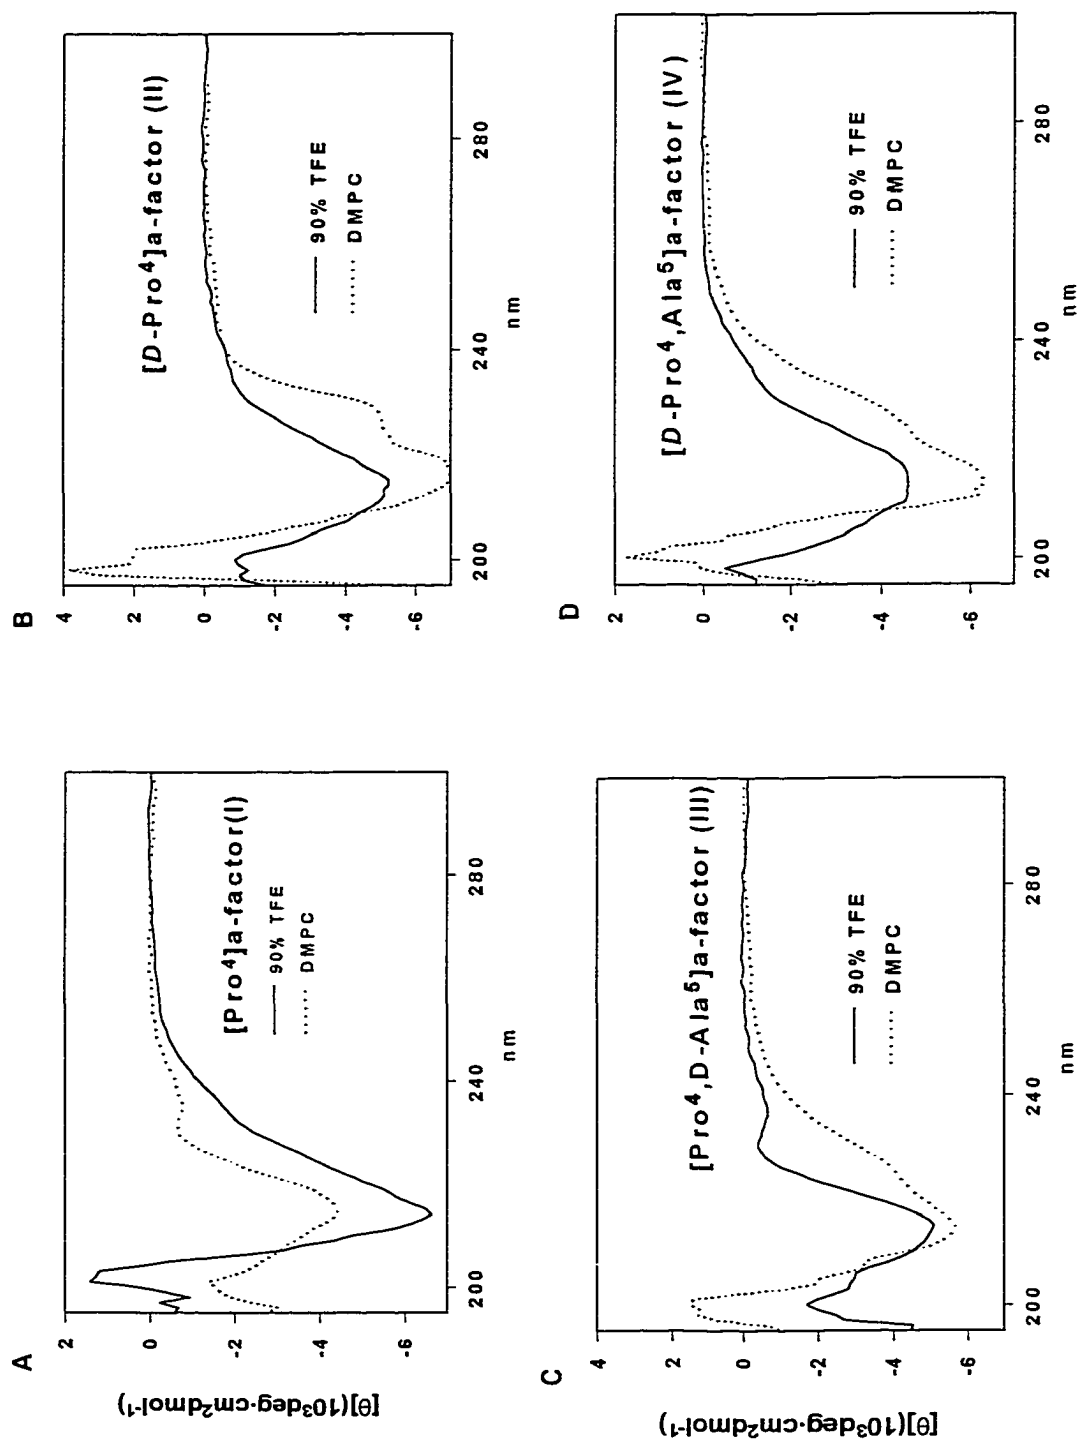 A
[Pro⁴]a-factor(I)
90% TFE
DMPC
2
0
-2
-4
-6
200
240
280
nm
[θ](10³deg·cm²dmol⁻¹)
B
[D-Pro⁴]a-factor (II)
90% TFE
DMPC
4
2
0
-2
-4
-6
200
240
280
nm
C
[Pro⁴,D-Ala⁵]a-factor (III)
90% TFE
DMPC
4
2
0
-2
-4
-6
200
240
280
nm
[θ](10³deg·cm²dmol⁻¹)
D
[D-Pro⁴,Ala⁵]a-factor (IV)
90% TFE
DMPC
2
0
-2
-4
-6
200
240
280
nm